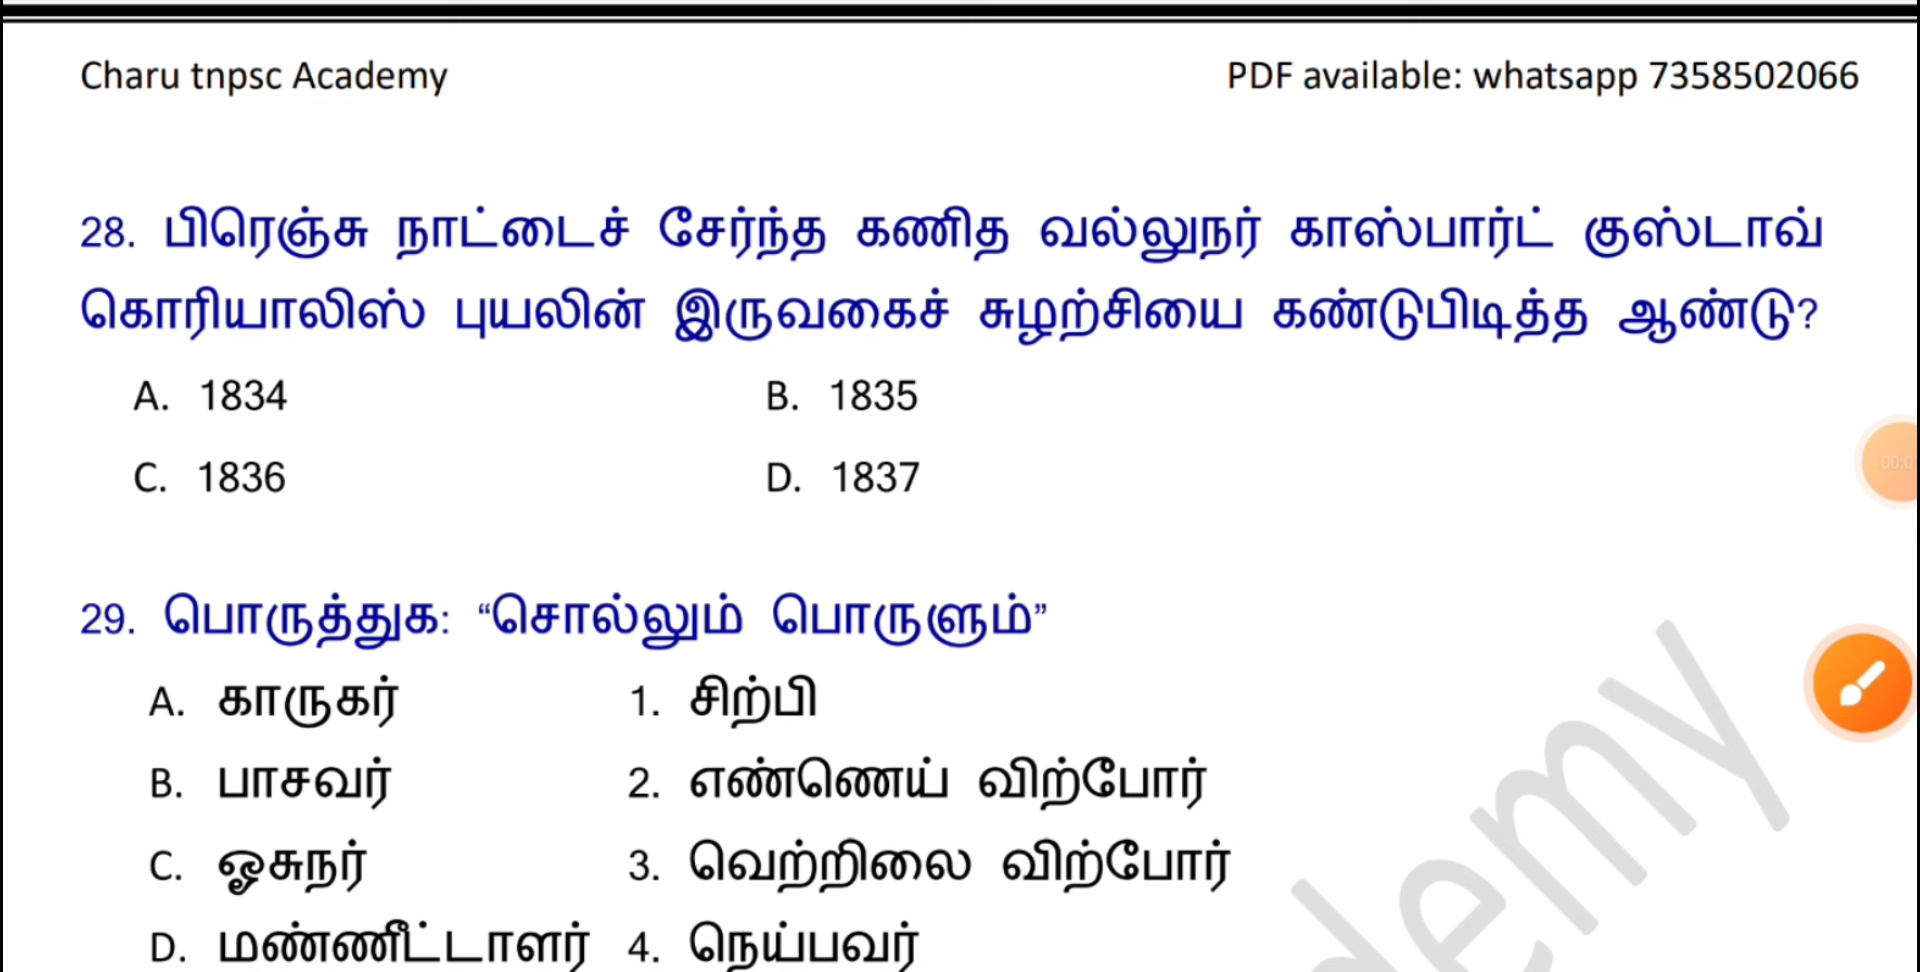 Charu tnpsc Academy PDF available: whatsapp 7358502066
28. பிரெஞ்சு நாட்டைச் சேர்ந்த கணித வல்லுநர் காஸ்பார்ட் குஸ்டாவ்
கொரியாலிஸ் புயலின் இருவகைச் சுழற்சியை கண்டுபிடித்த ஆண்டு?
A. 1834 B. 1835
C. 1836 D. 1837
29. பொருத்துக: “சொல்லும் பொருளும்”
A. காருகர் 1. சிற்பி
B. பாசவர் 2. எண்ணெய் விற்போர்
C. ஓசுநர் 3. வெற்றிலை விற்போர்
D. மண்ணீட்டாளர் 4. நெய்பவர்
demy